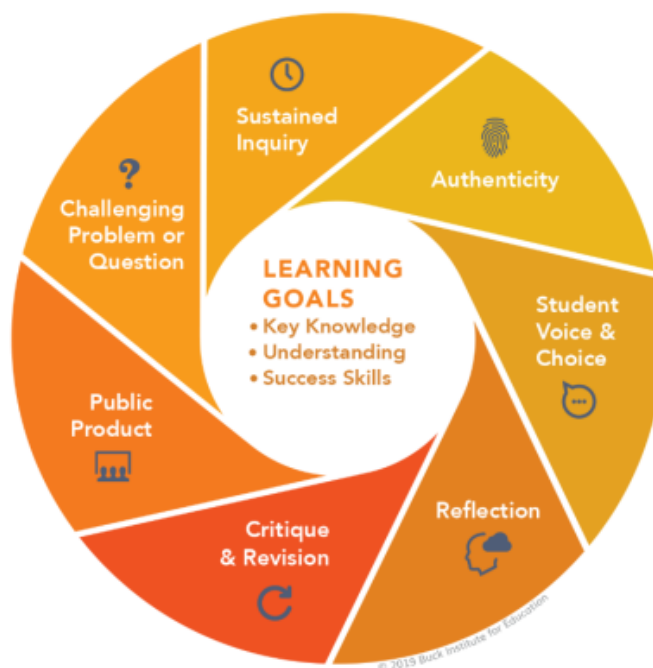 Sustained
Inquiry
Authenticity
?
Challenging
Problem or
Question
LEARNING
GOALS
• Key Knowledge
• Understanding
• Success Skills
Student
Voice &
Choice
Public
Product
Reflection
Critique
& Revision
© 2019 Buck Institute for Education